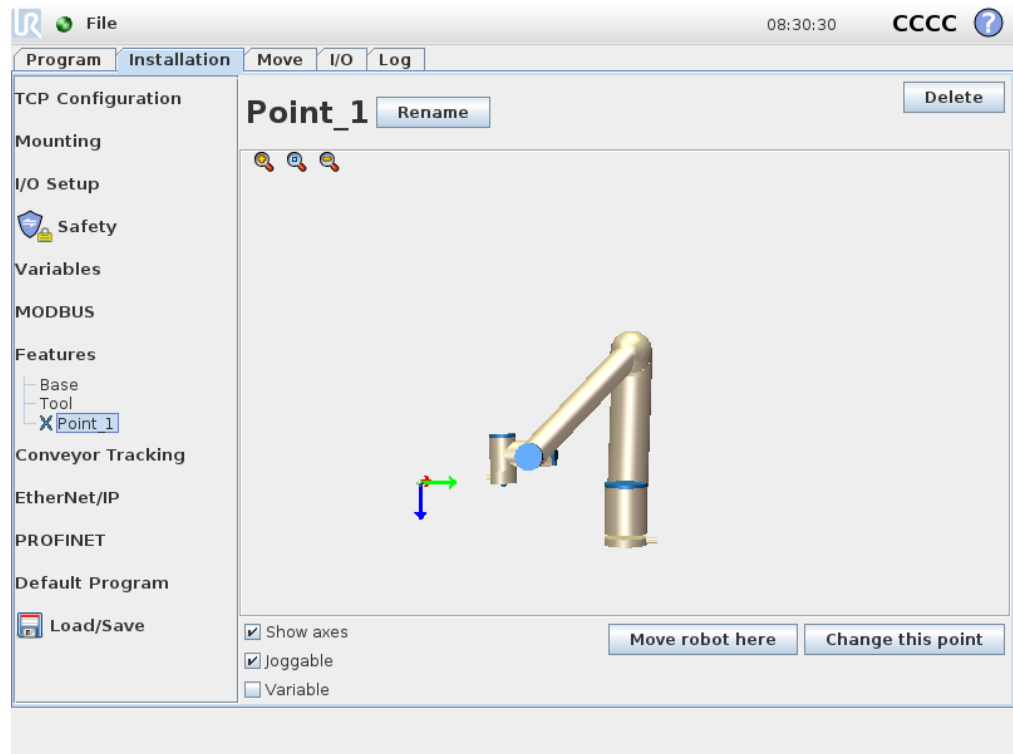 UR File 08:30:30 CCCC ?
Program Installation Move I/O Log
TCP Configuration
Mounting
I/O Setup
Safety
Variables
MODBUS
Features
Base
Tool
Point_1
Conveyor Tracking
EtherNet/IP
PROFINET
Default Program
Load/Save
Point_1 Rename Delete
Show axes
Joggable
Variable
Move robot here Change this point